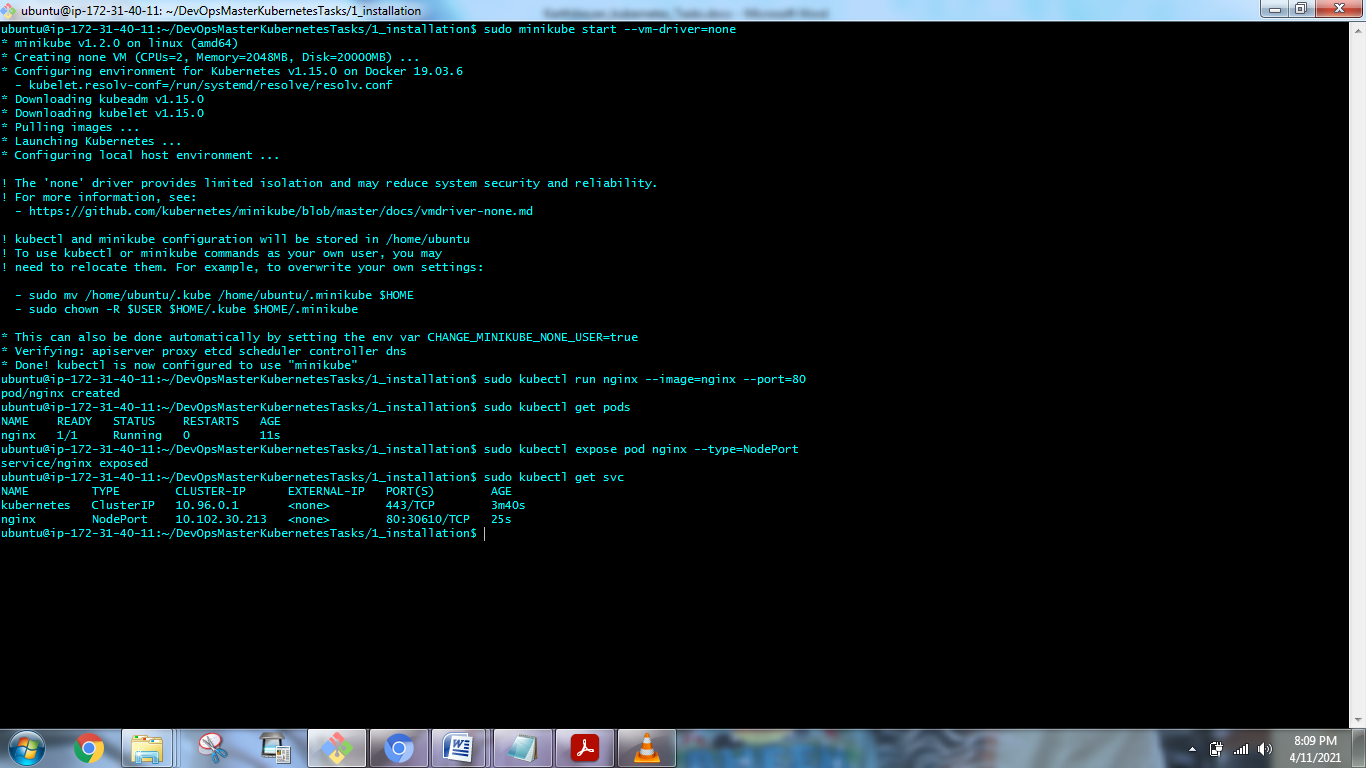 ubuntu@ip-172-31-40-11: ~/DevOpsMasterKubernetesTasks/1_installation
ubuntu@ip-172-31-40-11:~/DevOpsMasterKubernetesTasks/1_installation$ sudo minikube start --vm-driver=none
* minikube v1.2.0 on linux (amd64)
* Creating none VM (CPUs=2, Memory=2048MB, Disk=20000MB) ...
* Configuring environment for Kubernetes v1.15.0 on Docker 19.03.6
  - kubelet.resolv-conf=/run/systemd/resolve/resolv.conf
* Downloading kubeadm v1.15.0
* Downloading kubelet v1.15.0
* Pulling images ...
* Launching Kubernetes ...
* Configuring local host environment ...
! The 'none' driver provides limited isolation and may reduce system security and reliability.
! For more information, see:
  - https://github.com/kubernetes/minikube/blob/master/docs/vmdriver-none.md
! kubectl and minikube configuration will be stored in /home/ubuntu
! To use kubectl or minikube commands as your own user, you may
! need to relocate them. For example, to overwrite your own settings:
  - sudo mv /home/ubuntu/.kube /home/ubuntu/.minikube $HOME
  - sudo chown -R $USER $HOME/.kube $HOME/.minikube
* This can also be done automatically by setting the env var CHANGE_MINIKUBE_NONE_USER=true
* Verifying: apiserver proxy etcd scheduler controller dns
* Done! kubectl is now configured to use "minikube"
ubuntu@ip-172-31-40-11:~/DevOpsMasterKubernetesTasks/1_installation$ sudo kubectl run nginx --image=nginx --port=80
pod/nginx created
ubuntu@ip-172-31-40-11:~/DevOpsMasterKubernetesTasks/1_installation$ sudo kubectl get pods
NAME    READY   STATUS    RESTARTS   AGE
nginx   1/1     Running   0          11s
ubuntu@ip-172-31-40-11:~/DevOpsMasterKubernetesTasks/1_installation$ sudo kubectl expose pod nginx --type=NodePort
service/nginx exposed
ubuntu@ip-172-31-40-11:~/DevOpsMasterKubernetesTasks/1_installation$ sudo kubectl get svc
NAME         TYPE        CLUSTER-IP      EXTERNAL-IP   PORT(S)        AGE
kubernetes   ClusterIP   10.96.0.1       <none>        443/TCP        3m40s
nginx        NodePort    10.102.30.213   <none>        80:30610/TCP   25s
ubuntu@ip-172-31-40-11:~/DevOpsMasterKubernetesTasks/1_installation$
8:09 PM
4/11/2021